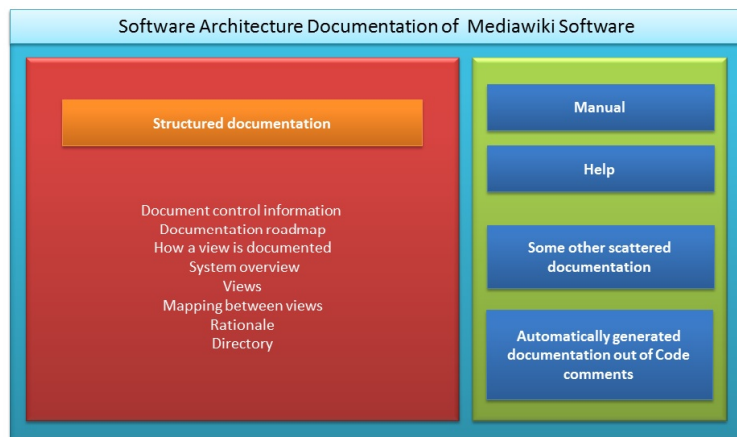 Software Architecture Documentation of Mediawiki Software
Structured documentation
Document control information
Documentation roadmap
How a view is documented
System overview
Views
Mapping between views
Rationale
Directory
Manual
Help
Some other scattered
documentation
Automatically generated
documentation out of Code
comments